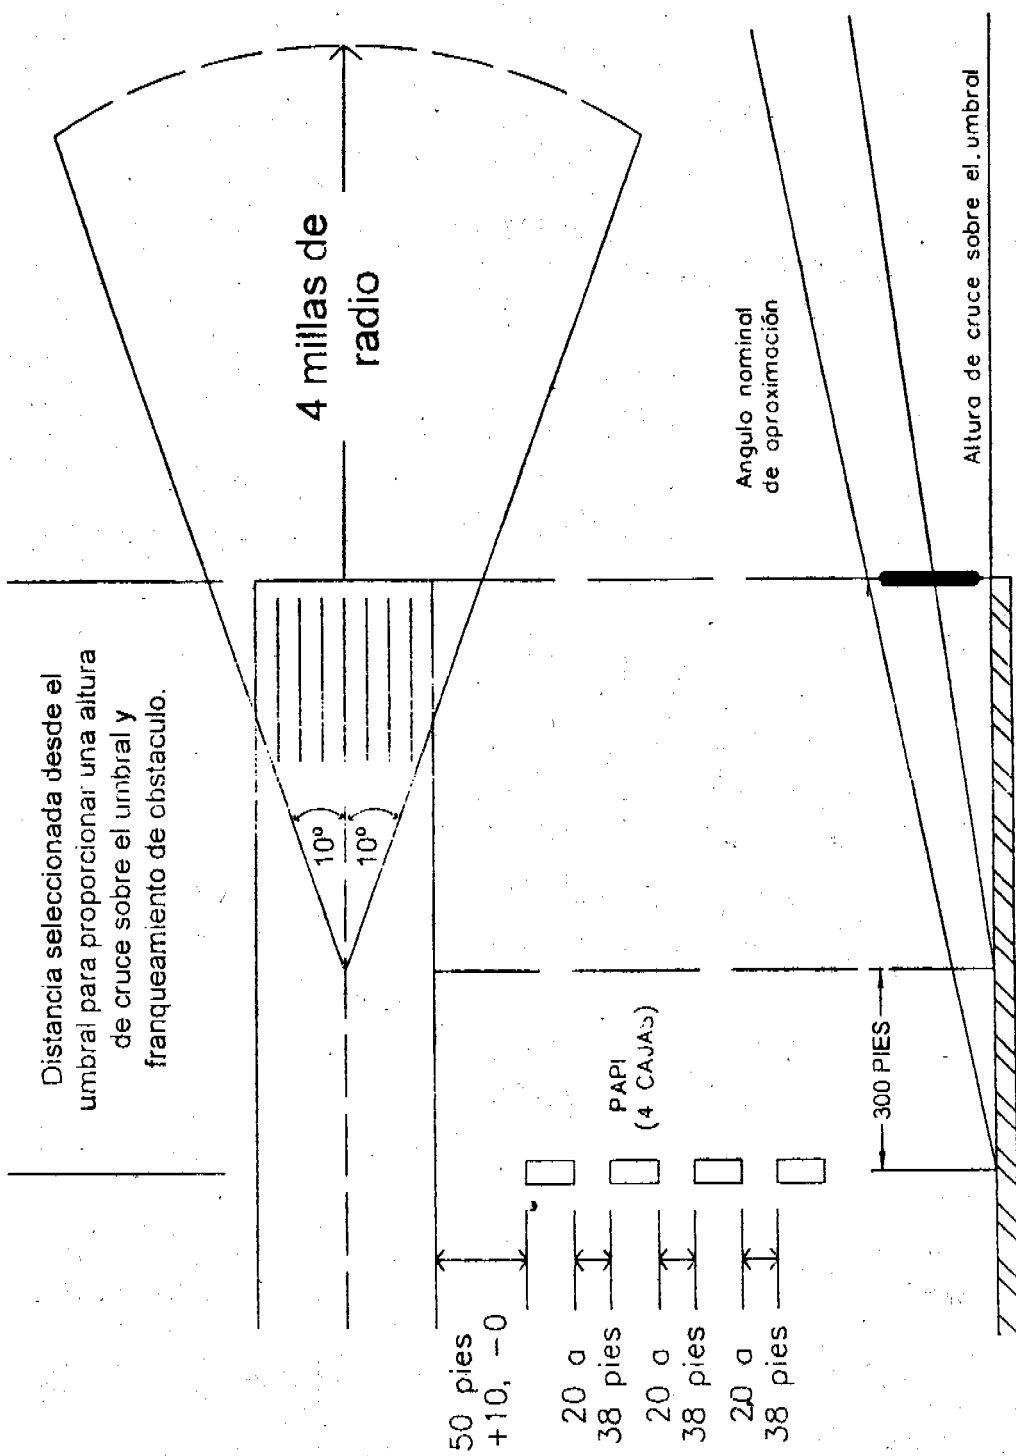 Distancia seleccionada desde el
umbral para proporcionar una altura
de cruce sobre el umbral y
franqueamiento de obstaculo.
4 millas de
radio
10º
10º
50 pies
+10, -0
20 a
38 pies
20 a
38 pies
20 a
38 pies
PAPI
(4 CAJAS)
Angulo nominal
de aproximación
300 PIES
Altura de cruce sobre el umbral